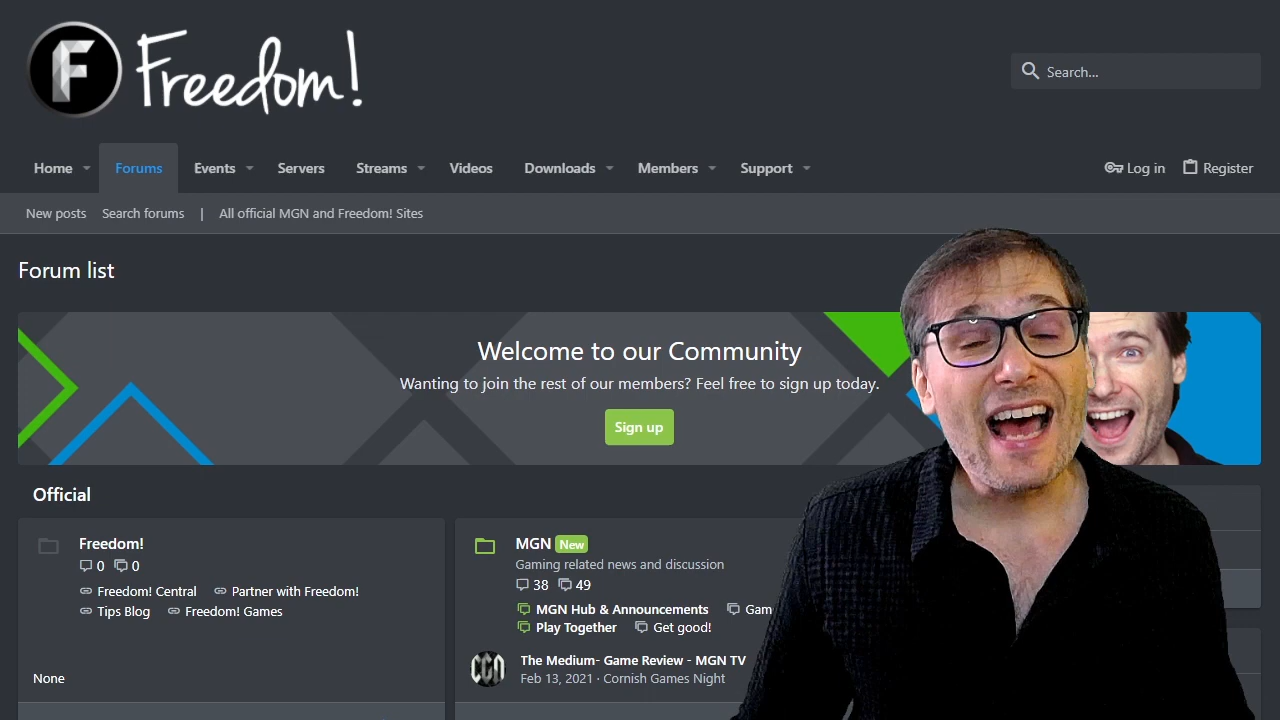 F Freedom!
Search...
Home Forums Events Servers Streams Videos Downloads Members Support Log in Register
New posts Search forums | All official MGN and Freedom! Sites
Forum list
Welcome to our Community
Wanting to join the rest of our members? Feel free to sign up today.
Sign up
Official
Freedom!
0 0
Freedom! Central Partner with Freedom!
Tips Blog Freedom! Games
None
MGN New
Gaming related news and discussion
38 49
MGN Hub & Announcements Gam
Play Together Get good!
CGN
The Medium- Game Review - MGN TV
Feb 13, 2021 · Cornish Games Night